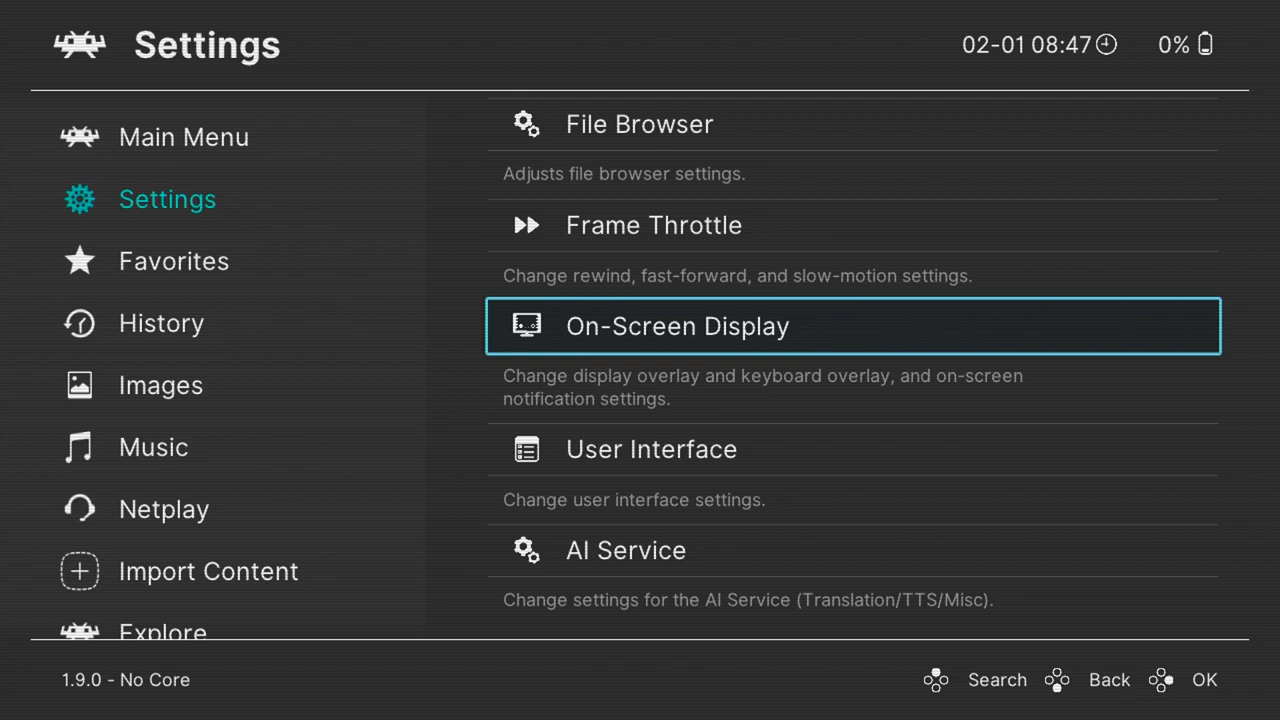 Settings
02-01 08:47
0%
Main Menu
Settings
Favorites
History
Images
Music
Netplay
Import Content
Explore
File Browser
Adjusts file browser settings.
Frame Throttle
Change rewind, fast-forward, and slow-motion settings.
On-Screen Display
Change display overlay and keyboard overlay, and on-screen
notification settings.
User Interface
Change user interface settings.
AI Service
Change settings for the AI Service (Translation/TTS/Misc).
1.9.0 - No Core
Search
Back
OK